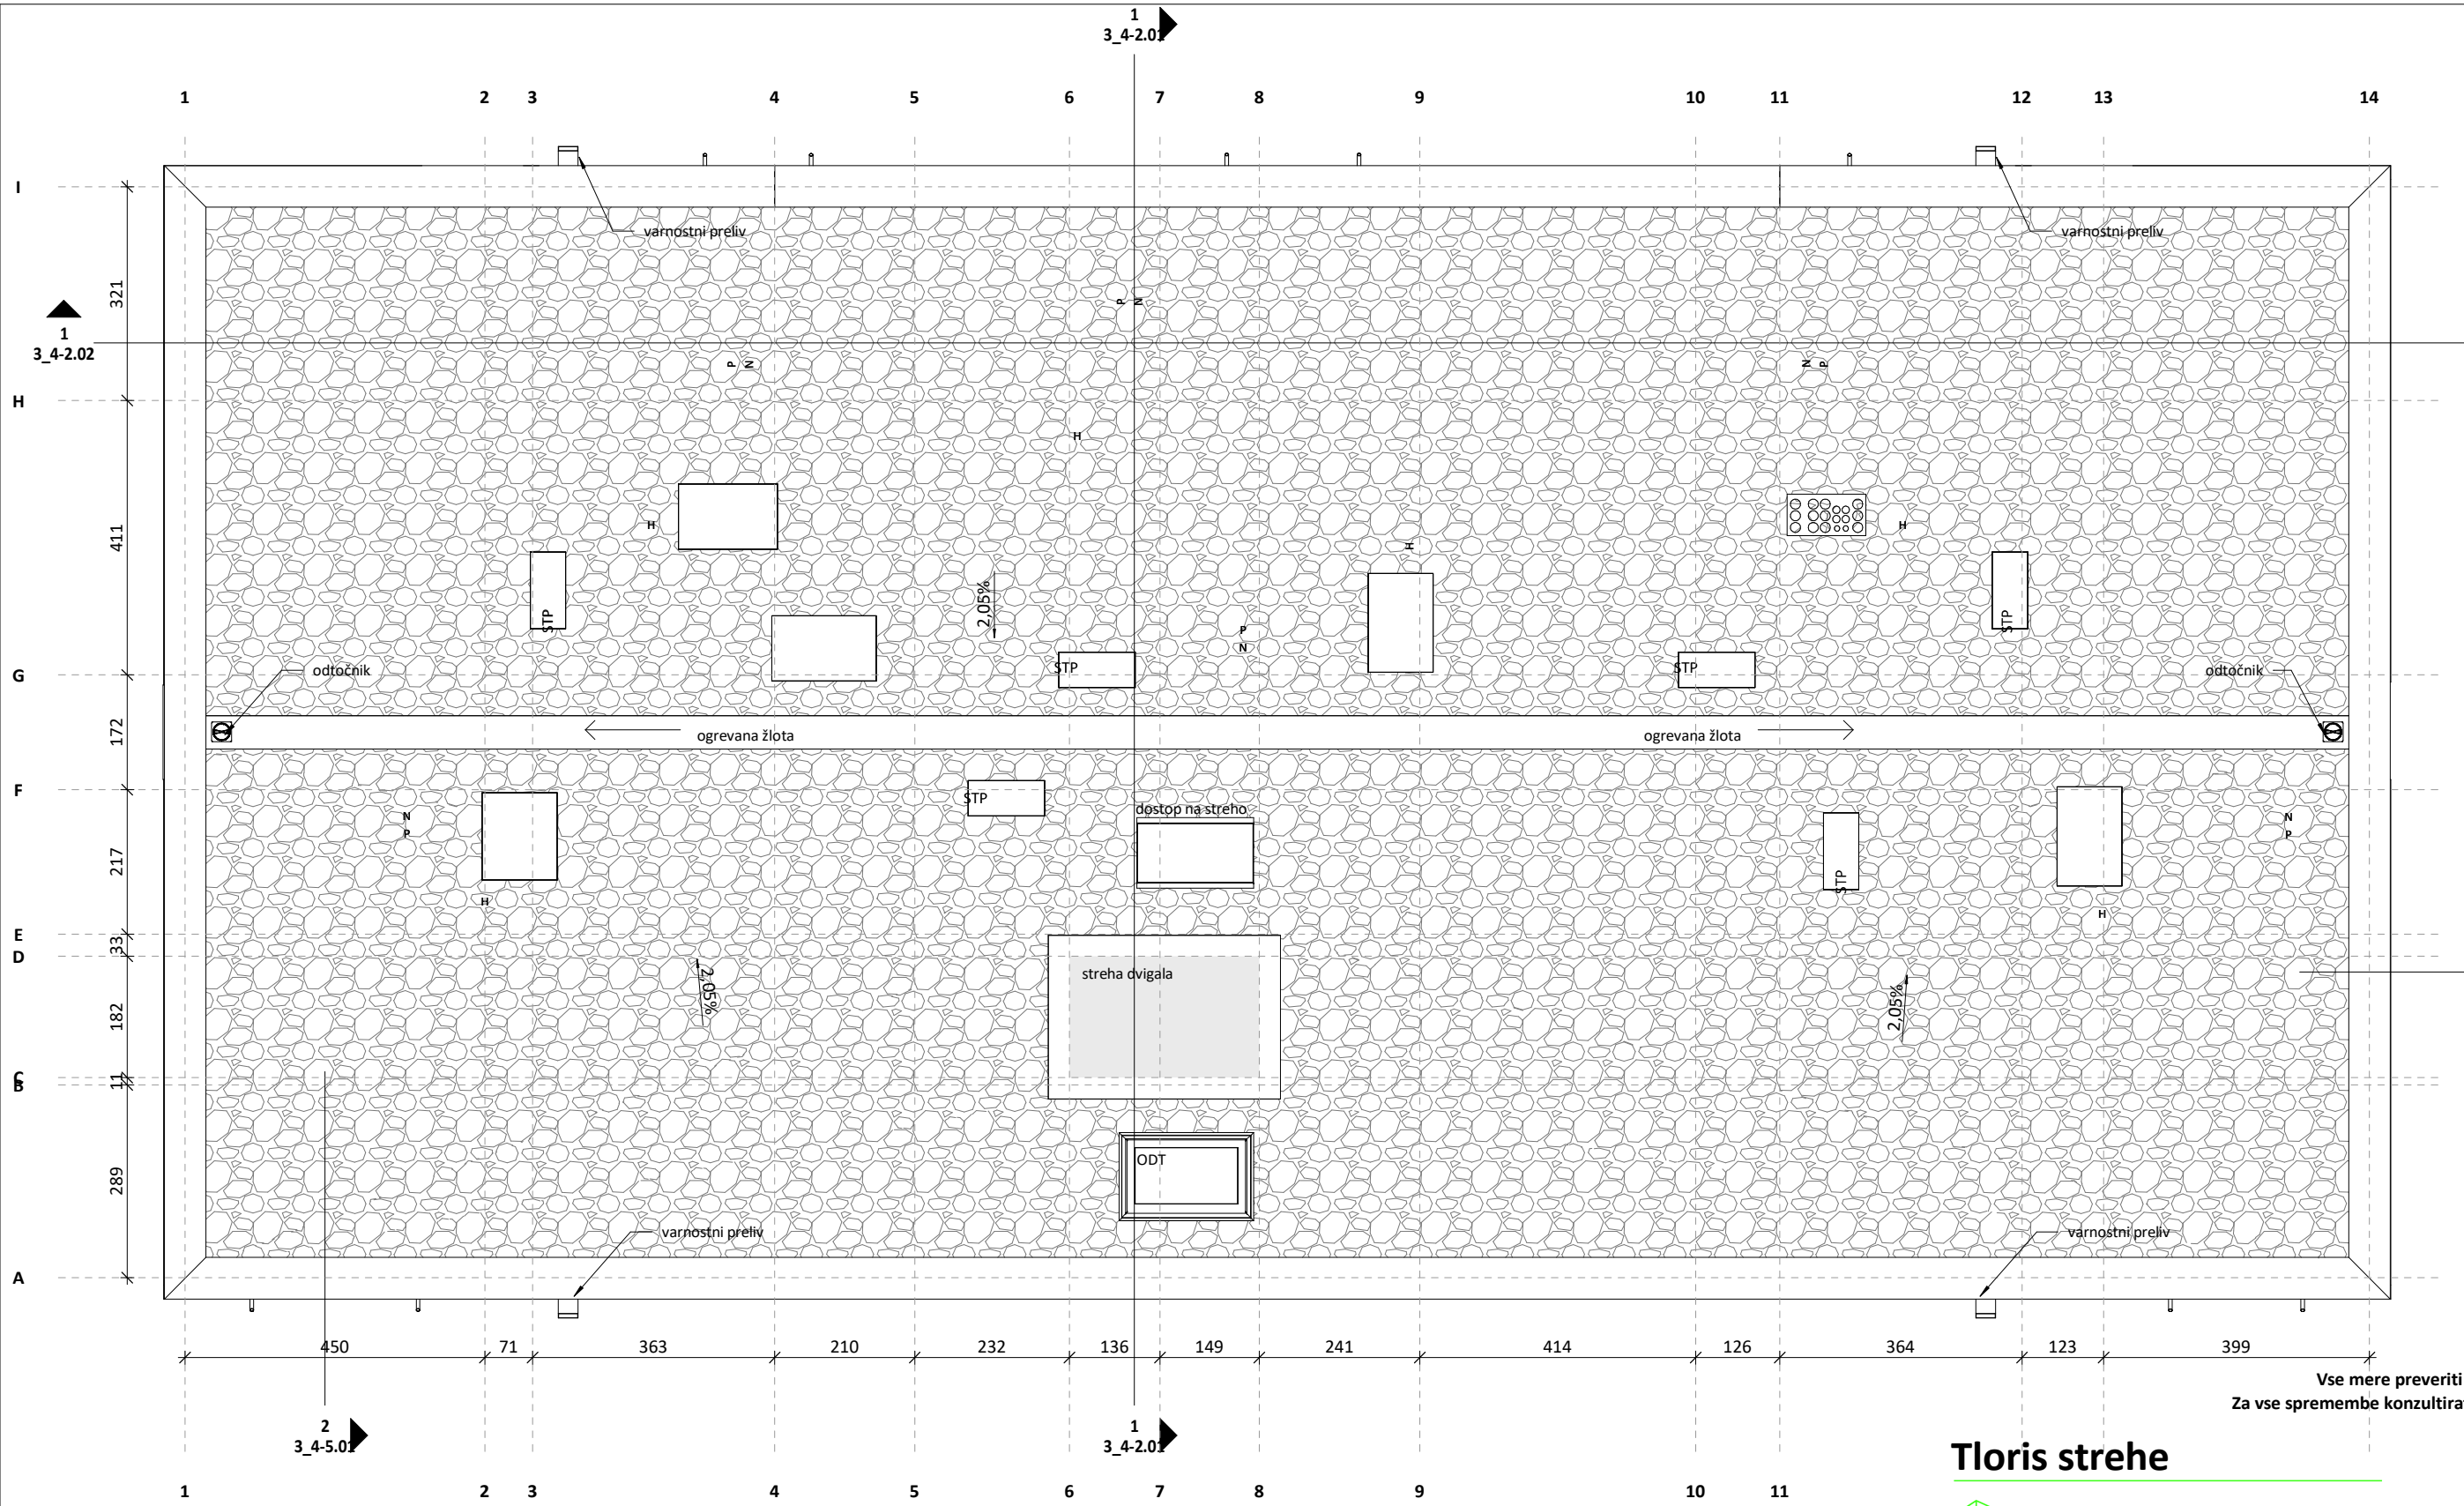 1
3_4-2.01
1 2 3 4 5 6 7 8 9 10 11 12 13 14
I
varnostni preliv varnostni preliv
321
P N
1
3_4-2.02
P N N P
H
H
411
H H H
2,05%
STP STP
P
N
STP STP
G
odtočnik odtočnik
172
ogrevana žlota ogrevana žlota
F
STP
dostop na streho
N N
P P
217
STP
H H
E
33
D
streha dvigala
2,05% 2,05%
182
C
11
B
ODT
289
varnostni preliv varnostni preliv
A
450 71 363 210 232 136 149 241 414 126 364 123 399
Vse mere preveriti
Za vse spremembe konzultira
2
3_4-5.01
1
3_4-2.01
Tloris strehe
1 2 3 4 5 6 7 8 9 10 11